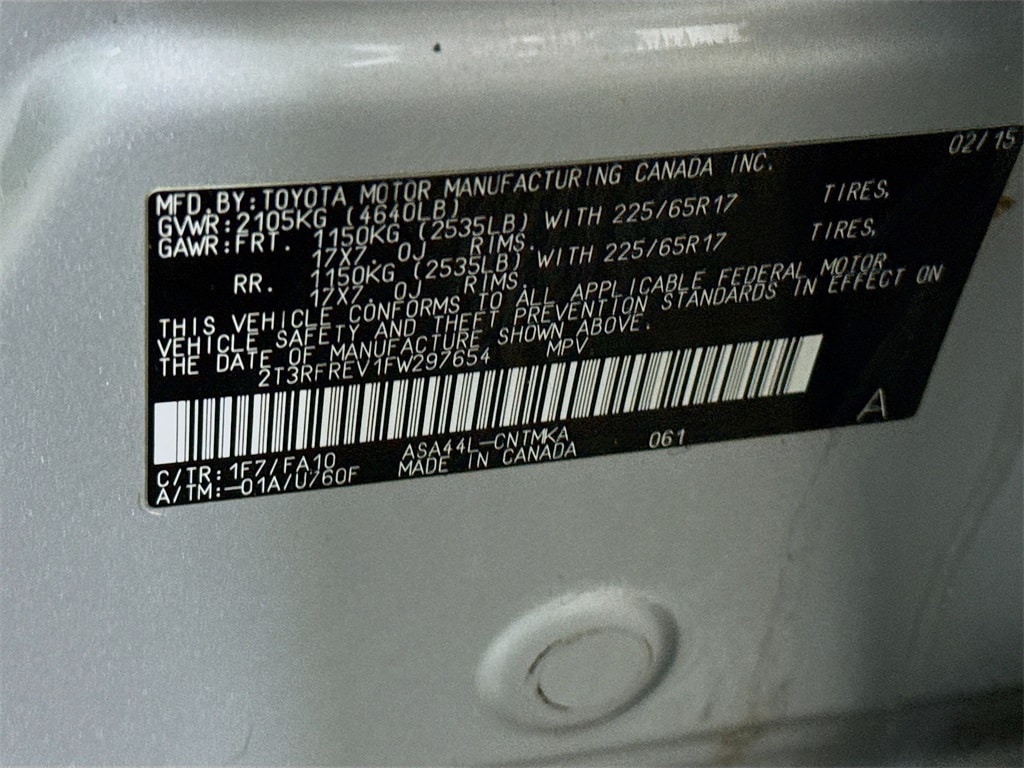 02/15
MFD.BY:TOYOTA MOTOR MANUFACTURING CANADA INC.
GVWR:2105KG (4640LB)
GAWR:FRT. 1150KG (2535LB) WITH 225/65R17 TIRES,
17X7.0J RIMS.
RR. 1150KG (2535LB) WITH 225/65R17 TIRES,
17X7.0J RIMS.
THIS VEHICLE CONFORMS TO ALL APPLICABLE FEDERAL MOTOR
VEHICLE SAFETY AND THEFT PREVENTION STANDARDS IN EFFECT ON
THE DATE OF MANUFACTURE SHOWN ABOVE.
2T3RFREV1FW297654 MPV
A
C/TR:1F7/FA10 ASA44L-CNTMKA 061
A/TM:-01A/U760F MADE IN CANADA